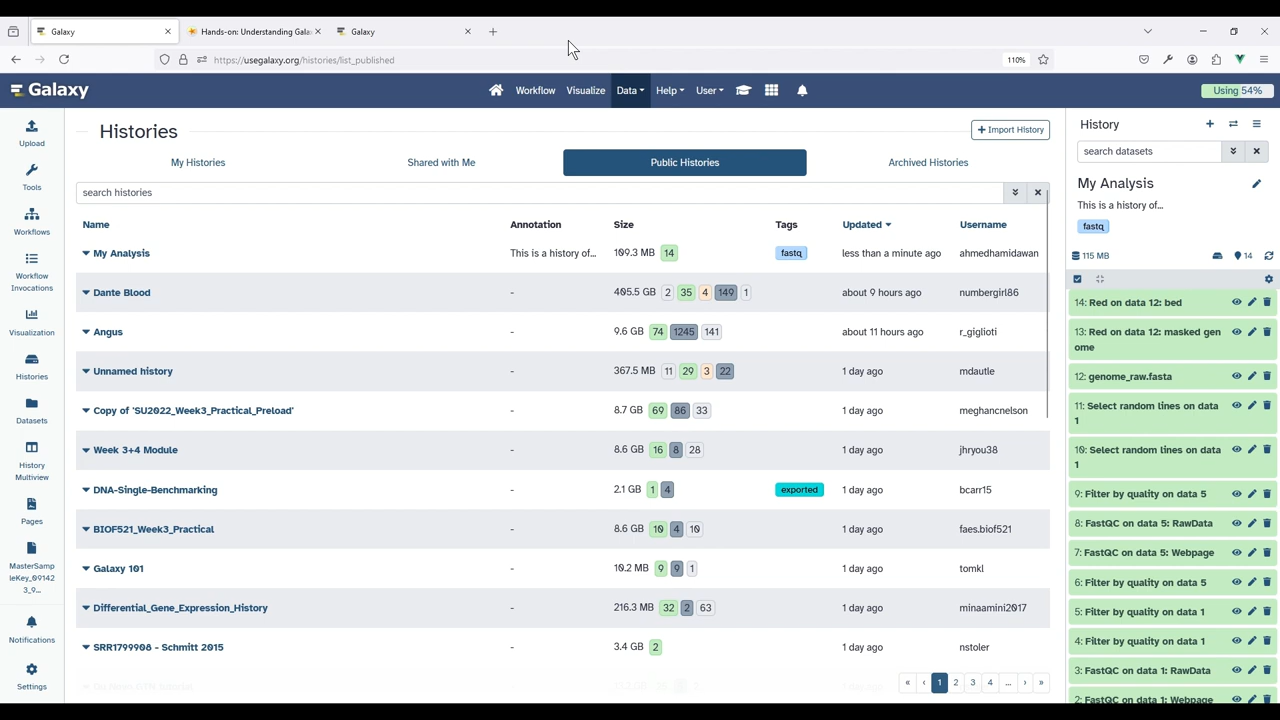 Galaxy
Hands-on: Understanding Gala
Galaxy
https://usegalaxy.org/histories/list_published
110%
Galaxy
Workflow
Visualize
Data
Help
User
Using 54%
Upload
Tools
Workflows
Workflow
Invocations
Visualization
Histories
Datasets
History
Multiview
Pages
MasterSamp
leKey_09142
3_9...
Notifications
Settings
Histories
+ Import History
My Histories
Shared with Me
Public Histories
Archived Histories
search histories
Name Annotation Size Tags Updated Username
My Analysis This is a history of... 109.3 MB 14 fastq less than a minute ago ahmedhamidawan
Dante Blood - 405.5 GB 2 35 4 149 1 about 9 hours ago numbergirl86
Angus - 9.6 GB 74 1245 141 about 11 hours ago r_giglioti
Unnamed history - 367.5 MB 11 29 3 22 1 day ago mdautle
Copy of 'SU2022_Week3_Practical_Preload' - 8.7 GB 69 86 33 1 day ago meghancnelson
Week 3+4 Module - 8.6 GB 16 8 28 1 day ago jhryou38
DNA-Single-Benchmarking - 2.1 GB 1 4 exported 1 day ago bcarr15
BIOF521_Week3_Practical - 8.6 GB 10 4 10 1 day ago faes.biof521
Galaxy 101 - 10.2 MB 9 9 1 1 day ago tomkl
Differential_Gene_Expression_History - 216.3 MB 32 2 63 1 day ago minaamini2017
SRR1799908 - Schmitt 2015 - 3.4 GB 2 1 day ago nstoler
« ‹ 1 2 3 4 ... › »
History
search datasets
My Analysis
This is a history of...
fastq
115 MB
14
14: Red on data 12: bed
13: Red on data 12: masked gen
ome
12: genome_raw.fasta
11: Select random lines on data
1
10: Select random lines on data
1
9: Filter by quality on data 5
8: FastQC on data 5: RawData
7: FastQC on data 5: Webpage
6: Filter by quality on data 5
5: Filter by quality on data 1
4: Filter by quality on data 1
3: FastQC on data 1: RawData
2: FastQC on data 1: Webpage